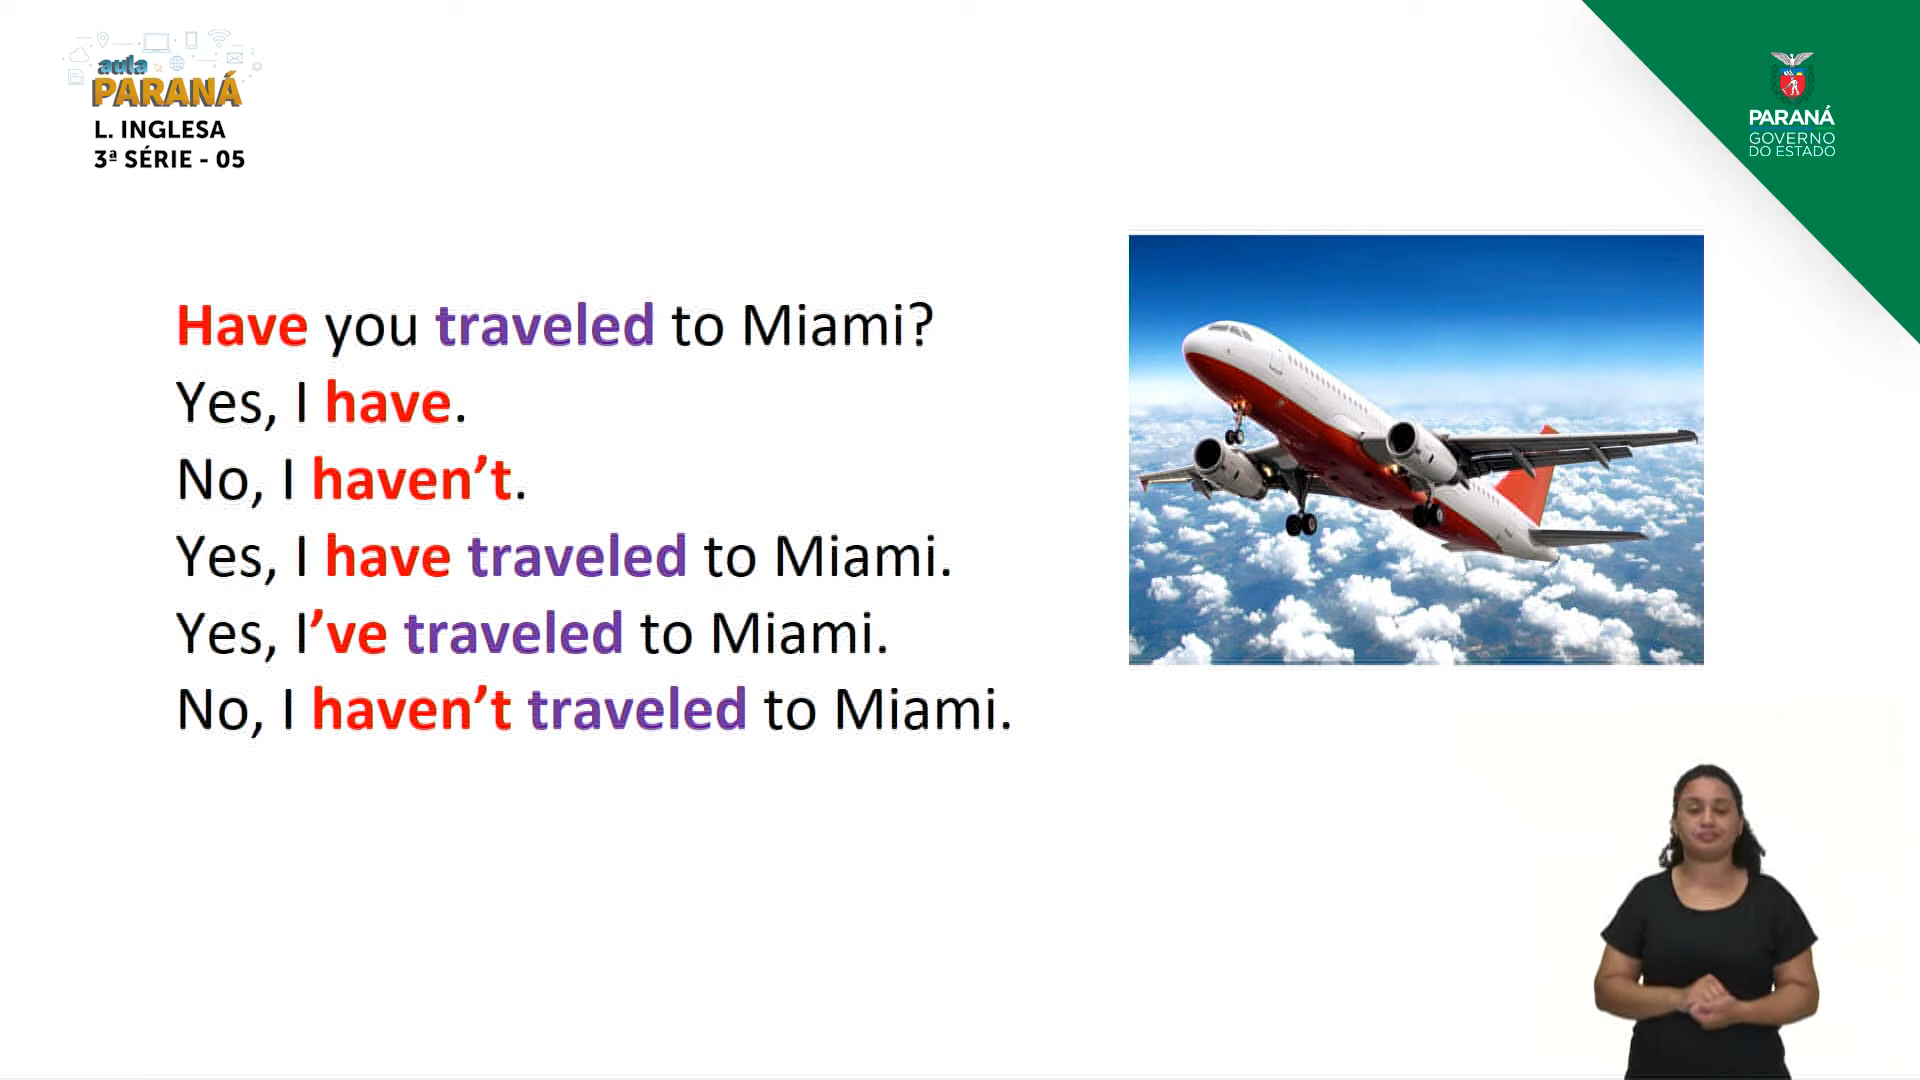 aula
PARANÁ
L. INGLESA
3ª SÉRIE - 05
PARANÁ
GOVERNO
DO ESTADO
Have you traveled to Miami?
Yes, I have.
No, I haven’t.
Yes, I have traveled to Miami.
Yes, I’ve traveled to Miami.
No, I haven’t traveled to Miami.